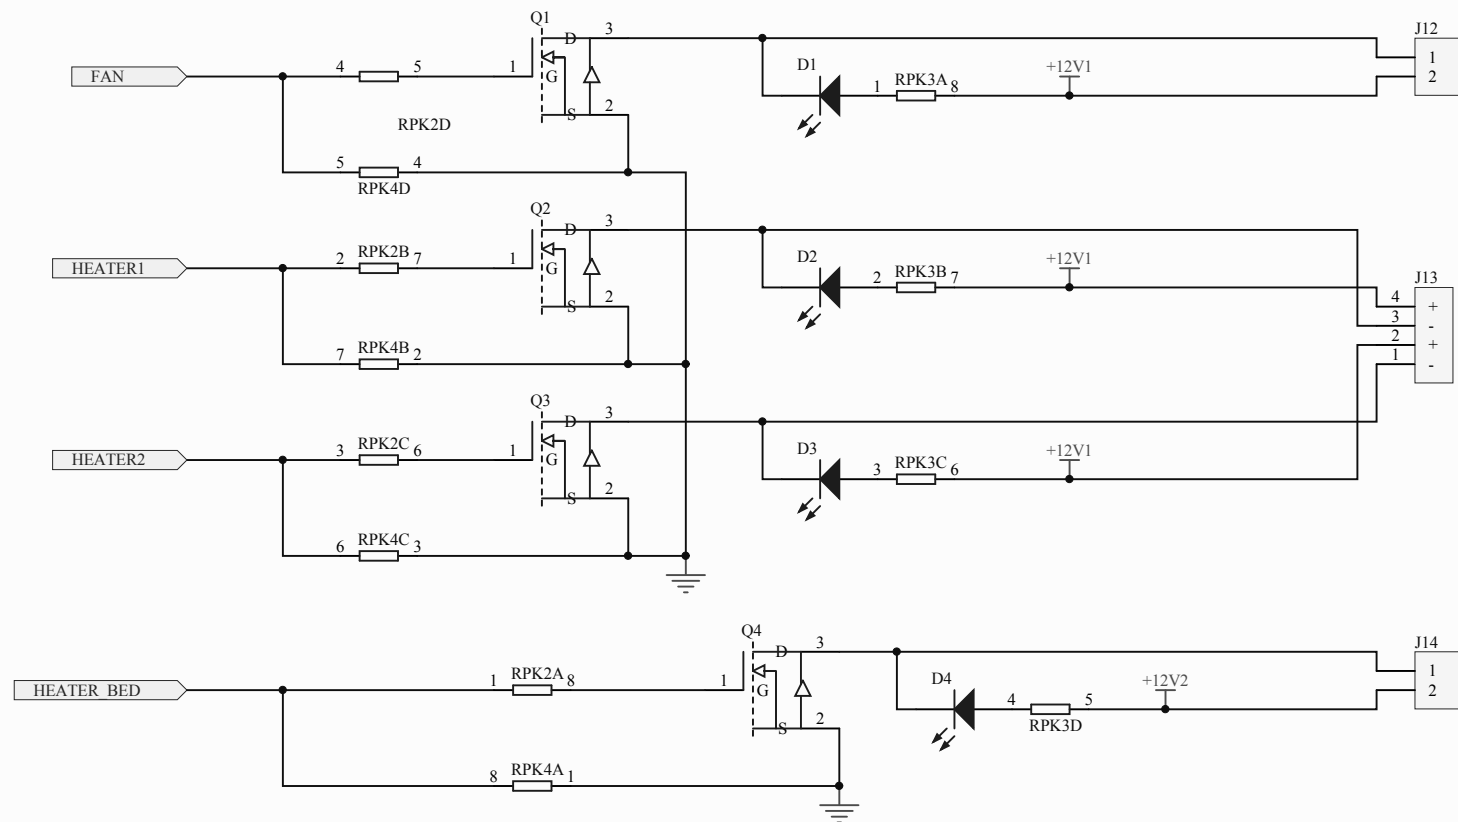 Q1
J12
D 3
FAN
4 5
1
G
D1
RPK3A
1 8
+12V1
1
2
S 2
RPK2D
5 4
RPK4D
Q2
D 3
HEATER1
2 RPK2B 7
1
G
D2
2 RPK3B 7
+12V1
J13
4 +
3 -
2 +
1 -
S 2
7 RPK4B 2
Q3
D 3
HEATER2
3 RPK2C 6
1
G
D3
3 RPK3C 6
+12V1
S 2
6 RPK4C 3
Q4
J14
D 3
HEATER BED
1 RPK2A 8
1
G
D4
4 5
RPK3D
+12V2
1
2
S 2
8 RPK4A 1